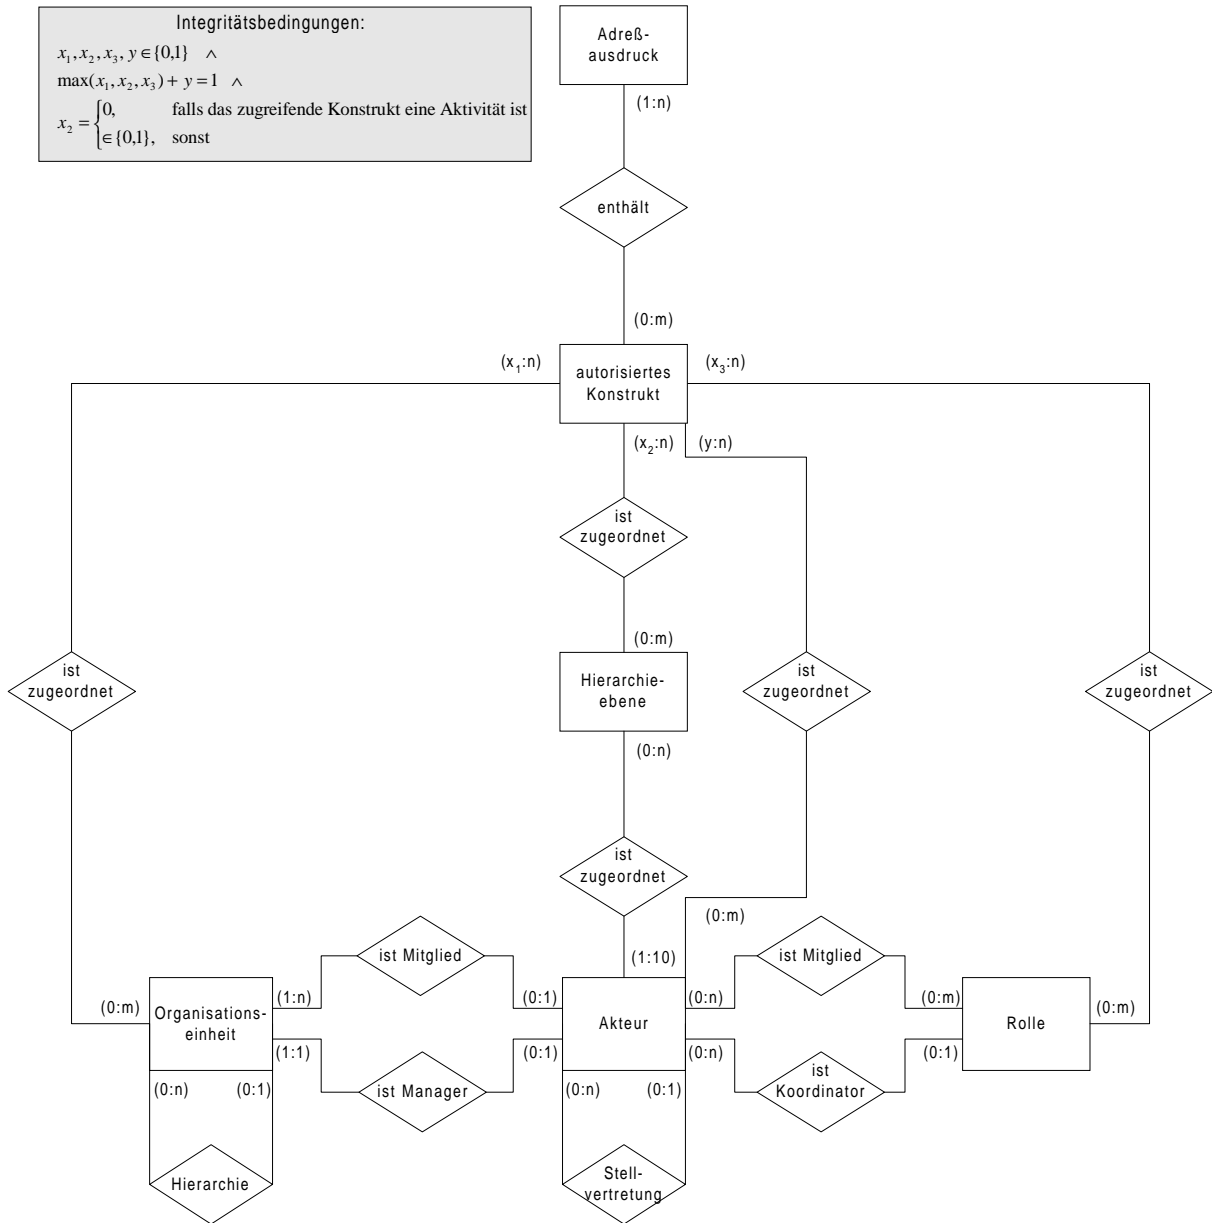 Integritätsbedingungen:
x₁, x₂, x₃, y ∈ {0,1} ∧
max(x₁, x₂, x₃) + y = 1 ∧
x₂ = { 0, falls das zugreifende Konstrukt eine Aktivität ist
∈ {0,1}, sonst
Adreß-
ausdruck
(1:n)
enthält
(0:m)
(x₁:n)
autorisiertes
Konstrukt
(x₃:n)
(x₂:n)
(y:n)
ist
zugeordnet
(0:m)
ist
zugeordnet
Hierarchie-
ebene
ist
zugeordnet
ist
zugeordnet
(0:n)
ist
zugeordnet
(0:m)
ist Mitglied
(1:10)
ist Mitglied
(0:m)
Organisations-
einheit
(1:n)
(0:1)
Akteur
(0:n)
(0:m)
Rolle
(0:m)
(1:1)
(0:1)
(0:n)
(0:1)
(0:n)
(0:1)
ist Manager
(0:n)
(0:1)
ist
Koordinator
Hierarchie
Stell-
vertretung